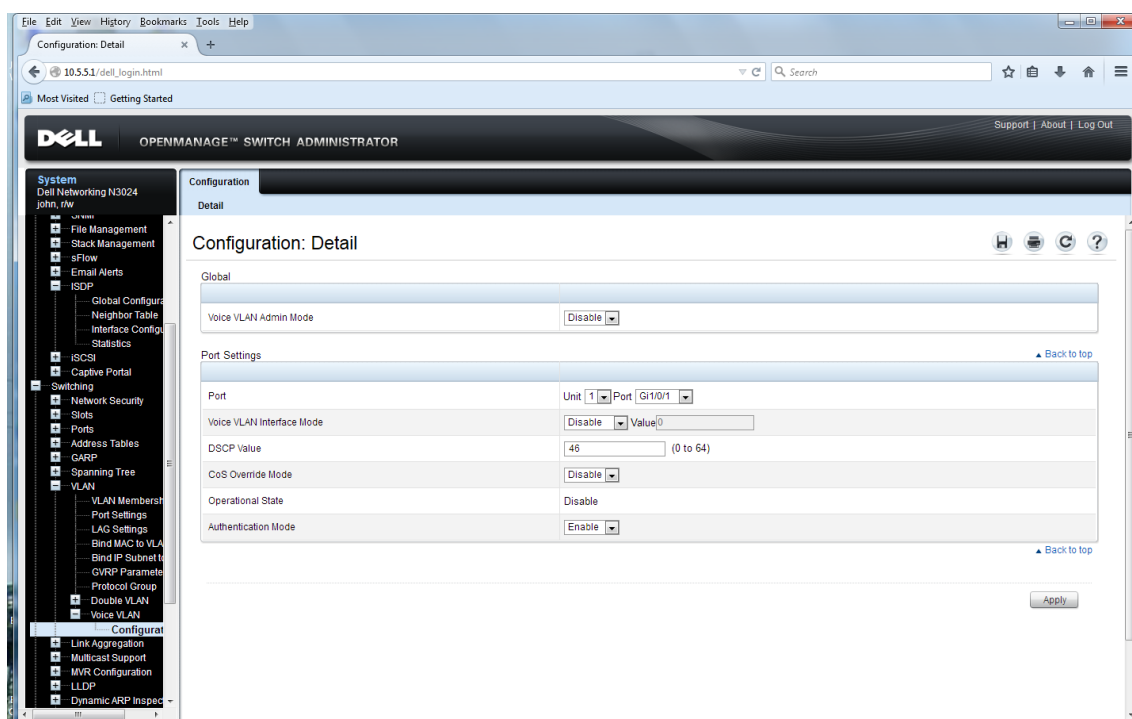 File Edit View History Bookmarks Tools Help
Configuration: Detail × +
10.5.5.1/dell_login.html Search
Most Visited Getting Started
DELL OPENMANAGE™ SWITCH ADMINISTRATOR
Support | About | Log Out
System
Dell Networking N3024
john, r/w
SNMP
File Management
Stack Management
sFlow
Email Alerts
ISDP
Global Configura
Neighbor Table
Interface Configu
Statistics
iSCSI
Captive Portal
Switching
Network Security
Slots
Ports
Address Tables
GARP
Spanning Tree
VLAN
VLAN Membersh
Port Settings
LAG Settings
Bind MAC to VLA
Bind IP Subnet to
GVRP Paramete
Protocol Group
Double VLAN
Voice VLAN
Configurat
Link Aggregation
Multicast Support
MVR Configuration
LLDP
Dynamic ARP Inspec
Configuration
Detail
Configuration: Detail
Global
Voice VLAN Admin Mode Disable
Port Settings
Back to top
Port Unit 1 Port Gi1/0/1
Voice VLAN Interface Mode Disable Value 0
DSCP Value 46 (0 to 64)
CoS Override Mode Disable
Operational State Disable
Authentication Mode Enable
Back to top
Apply